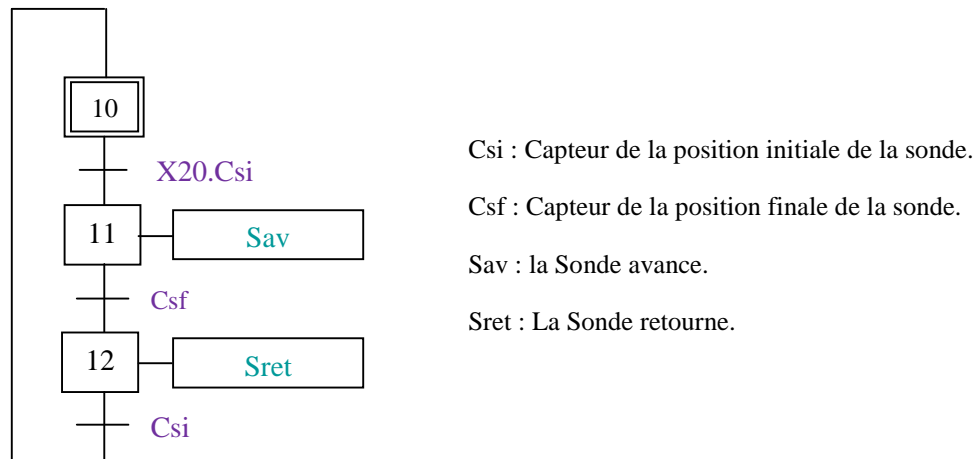 10
X20.Csi
11
Sav
Csf
12
Sret
Csi
Csi : Capteur de la position initiale de la sonde.
Csf : Capteur de la position finale de la sonde.
Sav : la Sonde avance.
Sret : La Sonde retourne.